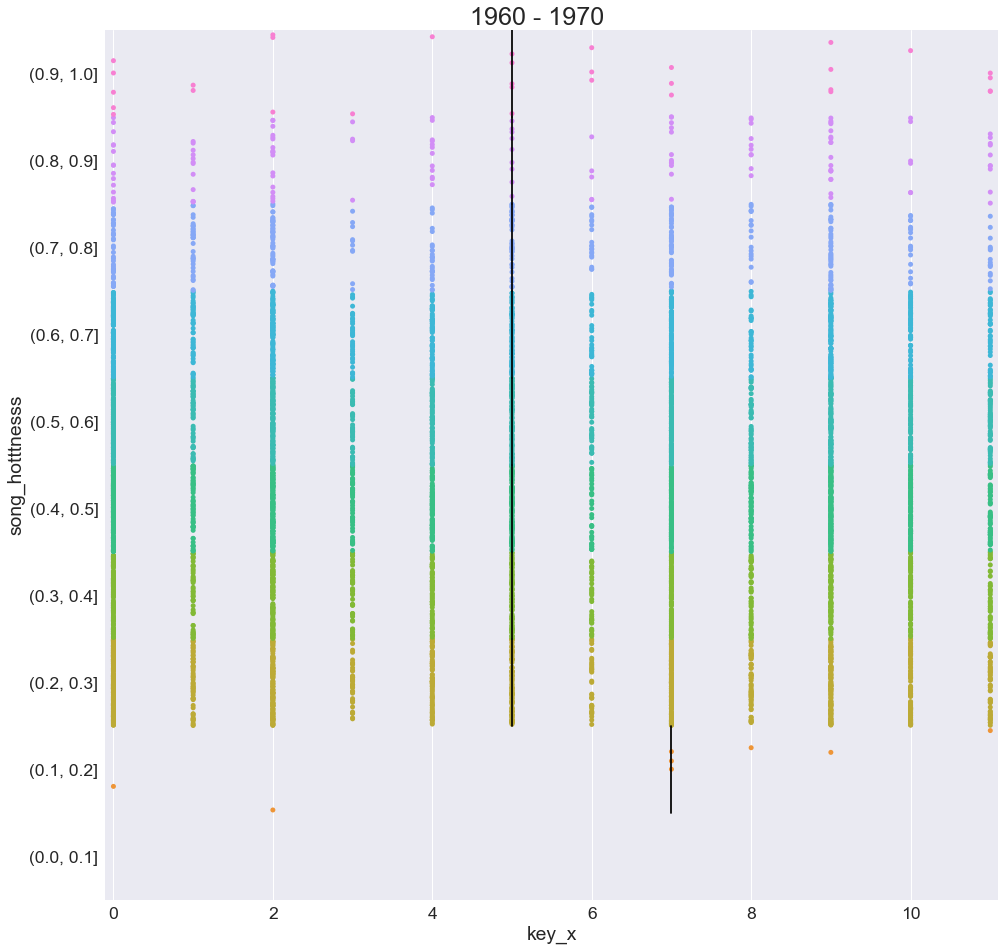 1960 - 1970
(0.9, 1.0]
(0.8, 0.9]
(0.7, 0.8]
(0.6, 0.7]
(0.5, 0.6]
(0.4, 0.5]
(0.3, 0.4]
(0.2, 0.3]
(0.1, 0.2]
(0.0, 0.1]
song_hotttnesss
0 2 4 6 8 10
key_x